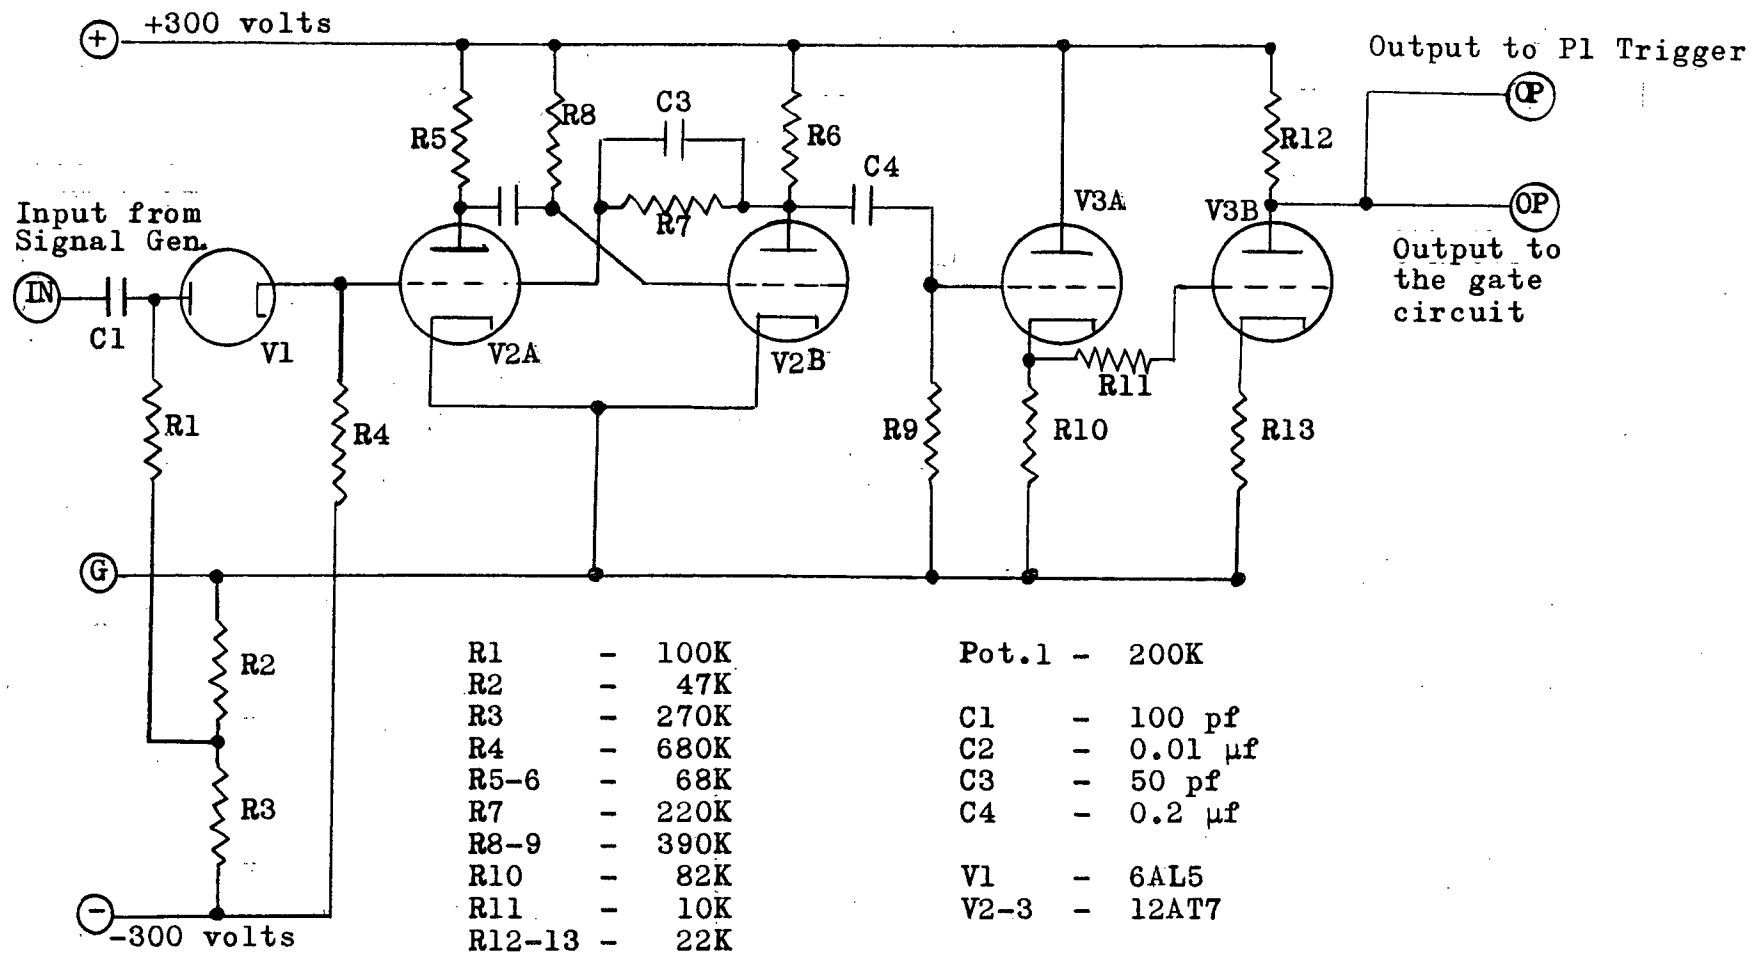 + +300 volts
Output to Pl Trigger
OP
C3
R8
R5
R6
R12
C4
V3A
V3B
OP
Input from
Signal Gen.
R7
Output to
the gate
circuit
IN
C1
V1
V2A
V2B
R11
R1
R4
R9
R10
R13
G
R2
R3
R1 - 100K
R2 - 47K
R3 - 270K
R4 - 680K
R5-6 - 68K
R7 - 220K
R8-9 - 390K
R10 - 82K
R11 - 10K
R12-13 - 22K
Pot.1 - 200K
C1 - 100 pf
C2 - 0.01 µf
C3 - 50 pf
C4 - 0.2 µf
V1 - 6AL5
V2-3 - 12AT7
-
-300 volts